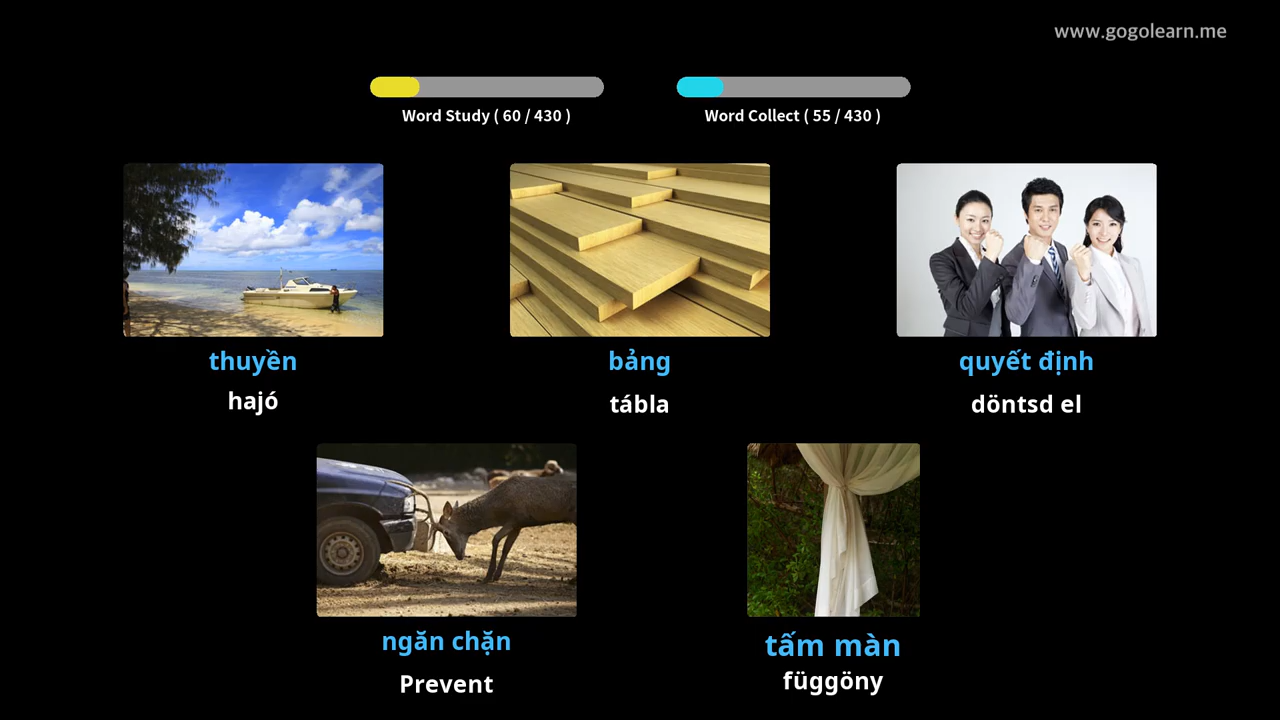 www.gogolearn.me
Word Study ( 60 / 430 )
Word Collect ( 55 / 430 )
thuyền
hajó
bảng
tábla
quyết định
döntsd el
ngăn chặn
Prevent
tấm màn
függöny